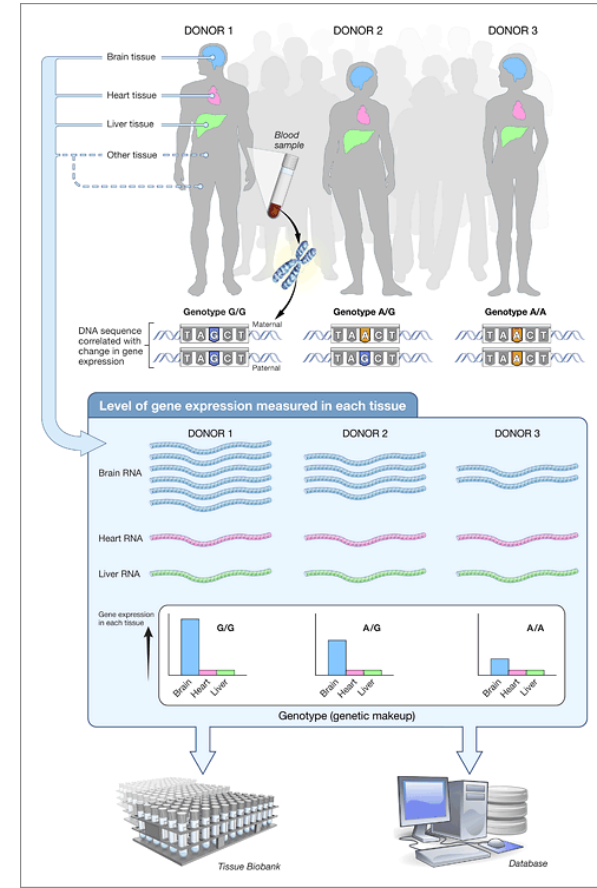 DONOR 1 DONOR 2 DONOR 3
Brain tissue
Heart tissue
Liver tissue
Other tissue
Blood
sample
Genotype G/G Genotype A/G Genotype A/A
DNA sequence
correlated with
change in gene
expression
Maternal
T A G C T T A A C T T A A C T
T A G C T T A G C T T A A C T
Paternal
Level of gene expression measured in each tissue
DONOR 1 DONOR 2 DONOR 3
Brain RNA
Heart RNA
Liver RNA
Gene expression
in each tissue
G/G A/G A/A
Brain Heart Liver Brain Heart Liver Brain Heart Liver
Genotype (genetic makeup)
Tissue Biobank Database